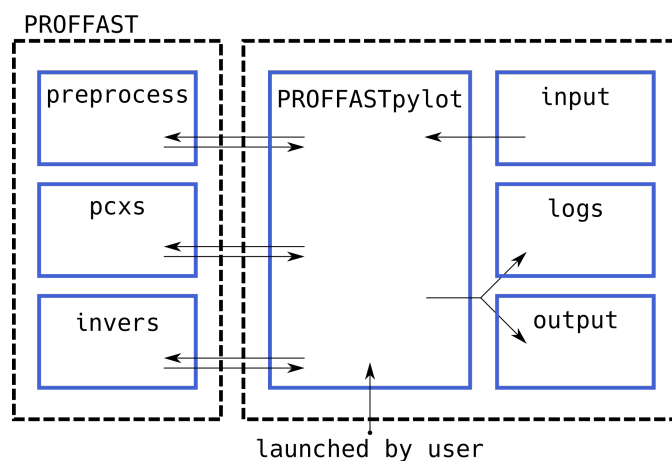 PROFFAST
preprocess
PROFFASTpylot
input
pcxs
logs
invers
output
launched by user